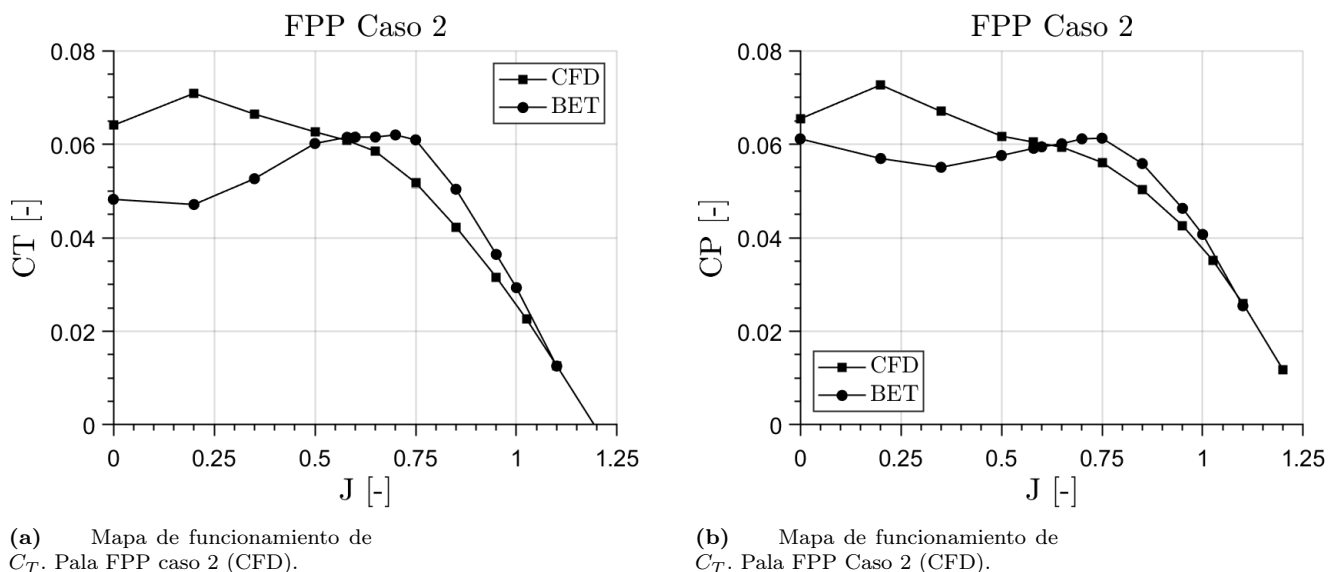 FPP Caso 2
0.08
0.06
0.04
0.02
0
CT [-]
CFD
BET
0 0.25 0.5 0.75 1 1.25
J [-]
(a) Mapa de funcionamiento de
C_T. Pala FPP caso 2 (CFD).
FPP Caso 2
0.08
0.06
0.04
0.02
0
CP [-]
CFD
BET
0 0.25 0.5 0.75 1 1.25
J [-]
(b) Mapa de funcionamiento de
C_T. Pala FPP Caso 2 (CFD).